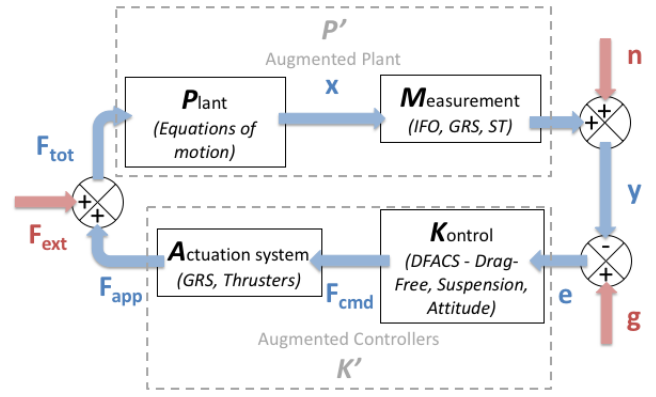 P'
Augmented Plant
n
x
Plant
(Equations of
motion)
Measurement
(IFO, GRS, ST)
+
+
Ftot
y
+
+
Fext
-
+
Actuation system
(GRS, Thrusters)
Kontrol
(DFACS - Drag-
Free, Suspension,
Attitude)
Fapp
Fcmd
e
g
Augmented Controllers
K'